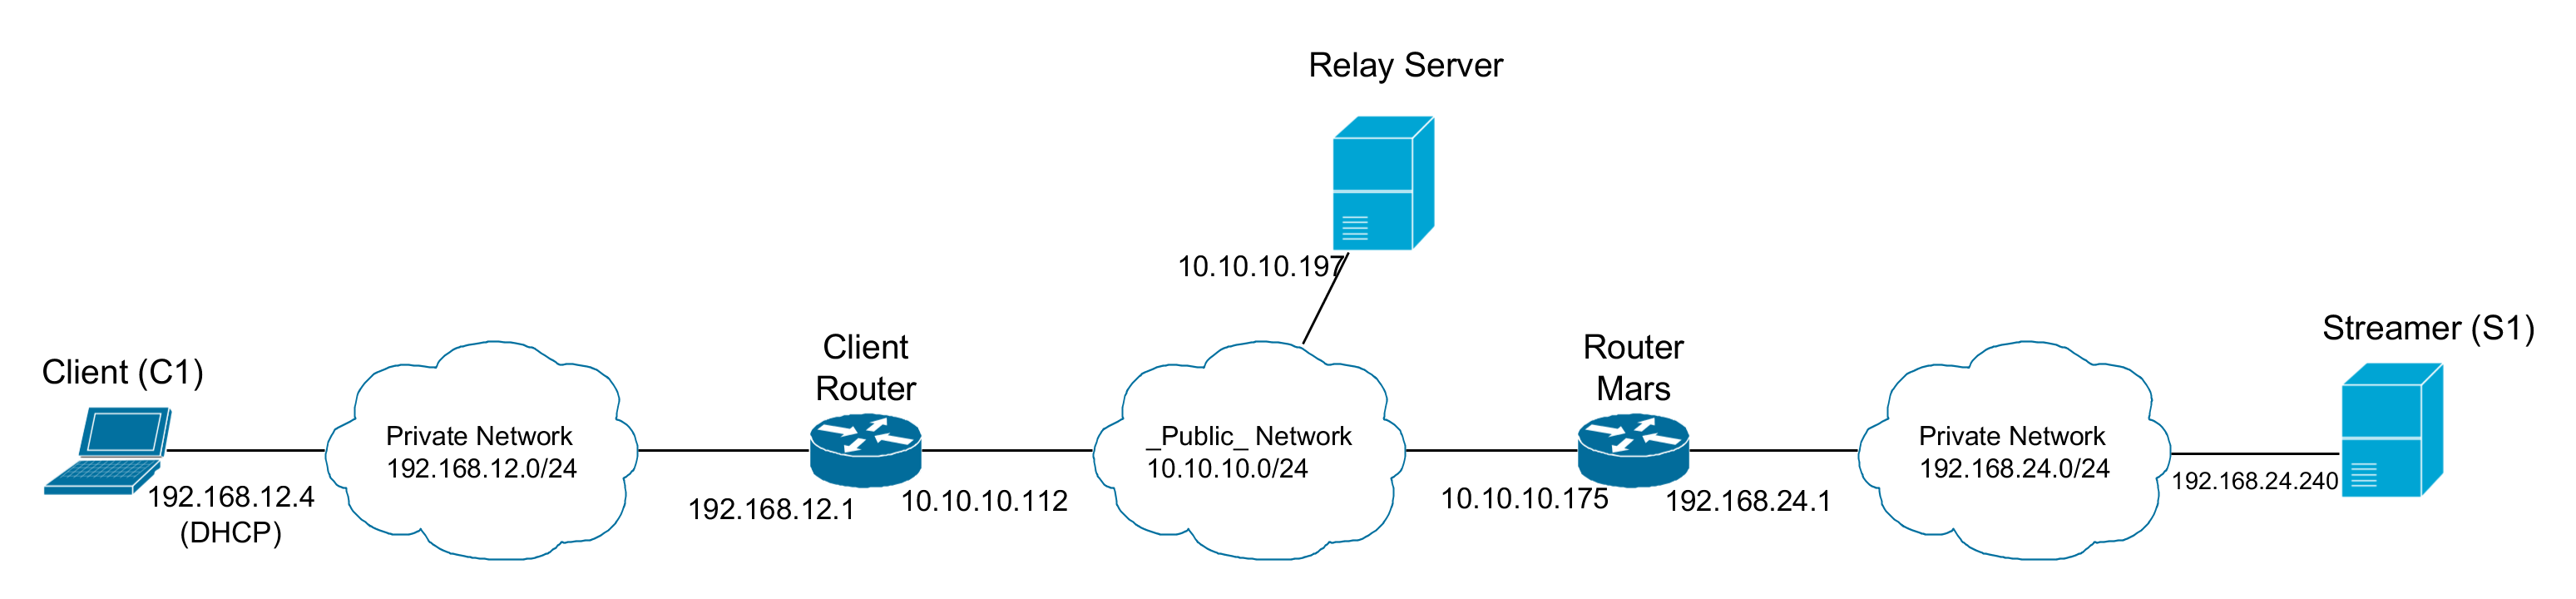 Relay Server
10.10.10.197
Client (C1)
192.168.12.4
(DHCP)
Private Network
192.168.12.0/24
Client
Router
192.168.12.1
10.10.10.112
_Public_ Network
10.10.10.0/24
Router
Mars
10.10.10.175
192.168.24.1
Private Network
192.168.24.0/24
Streamer (S1)
192.168.24.240